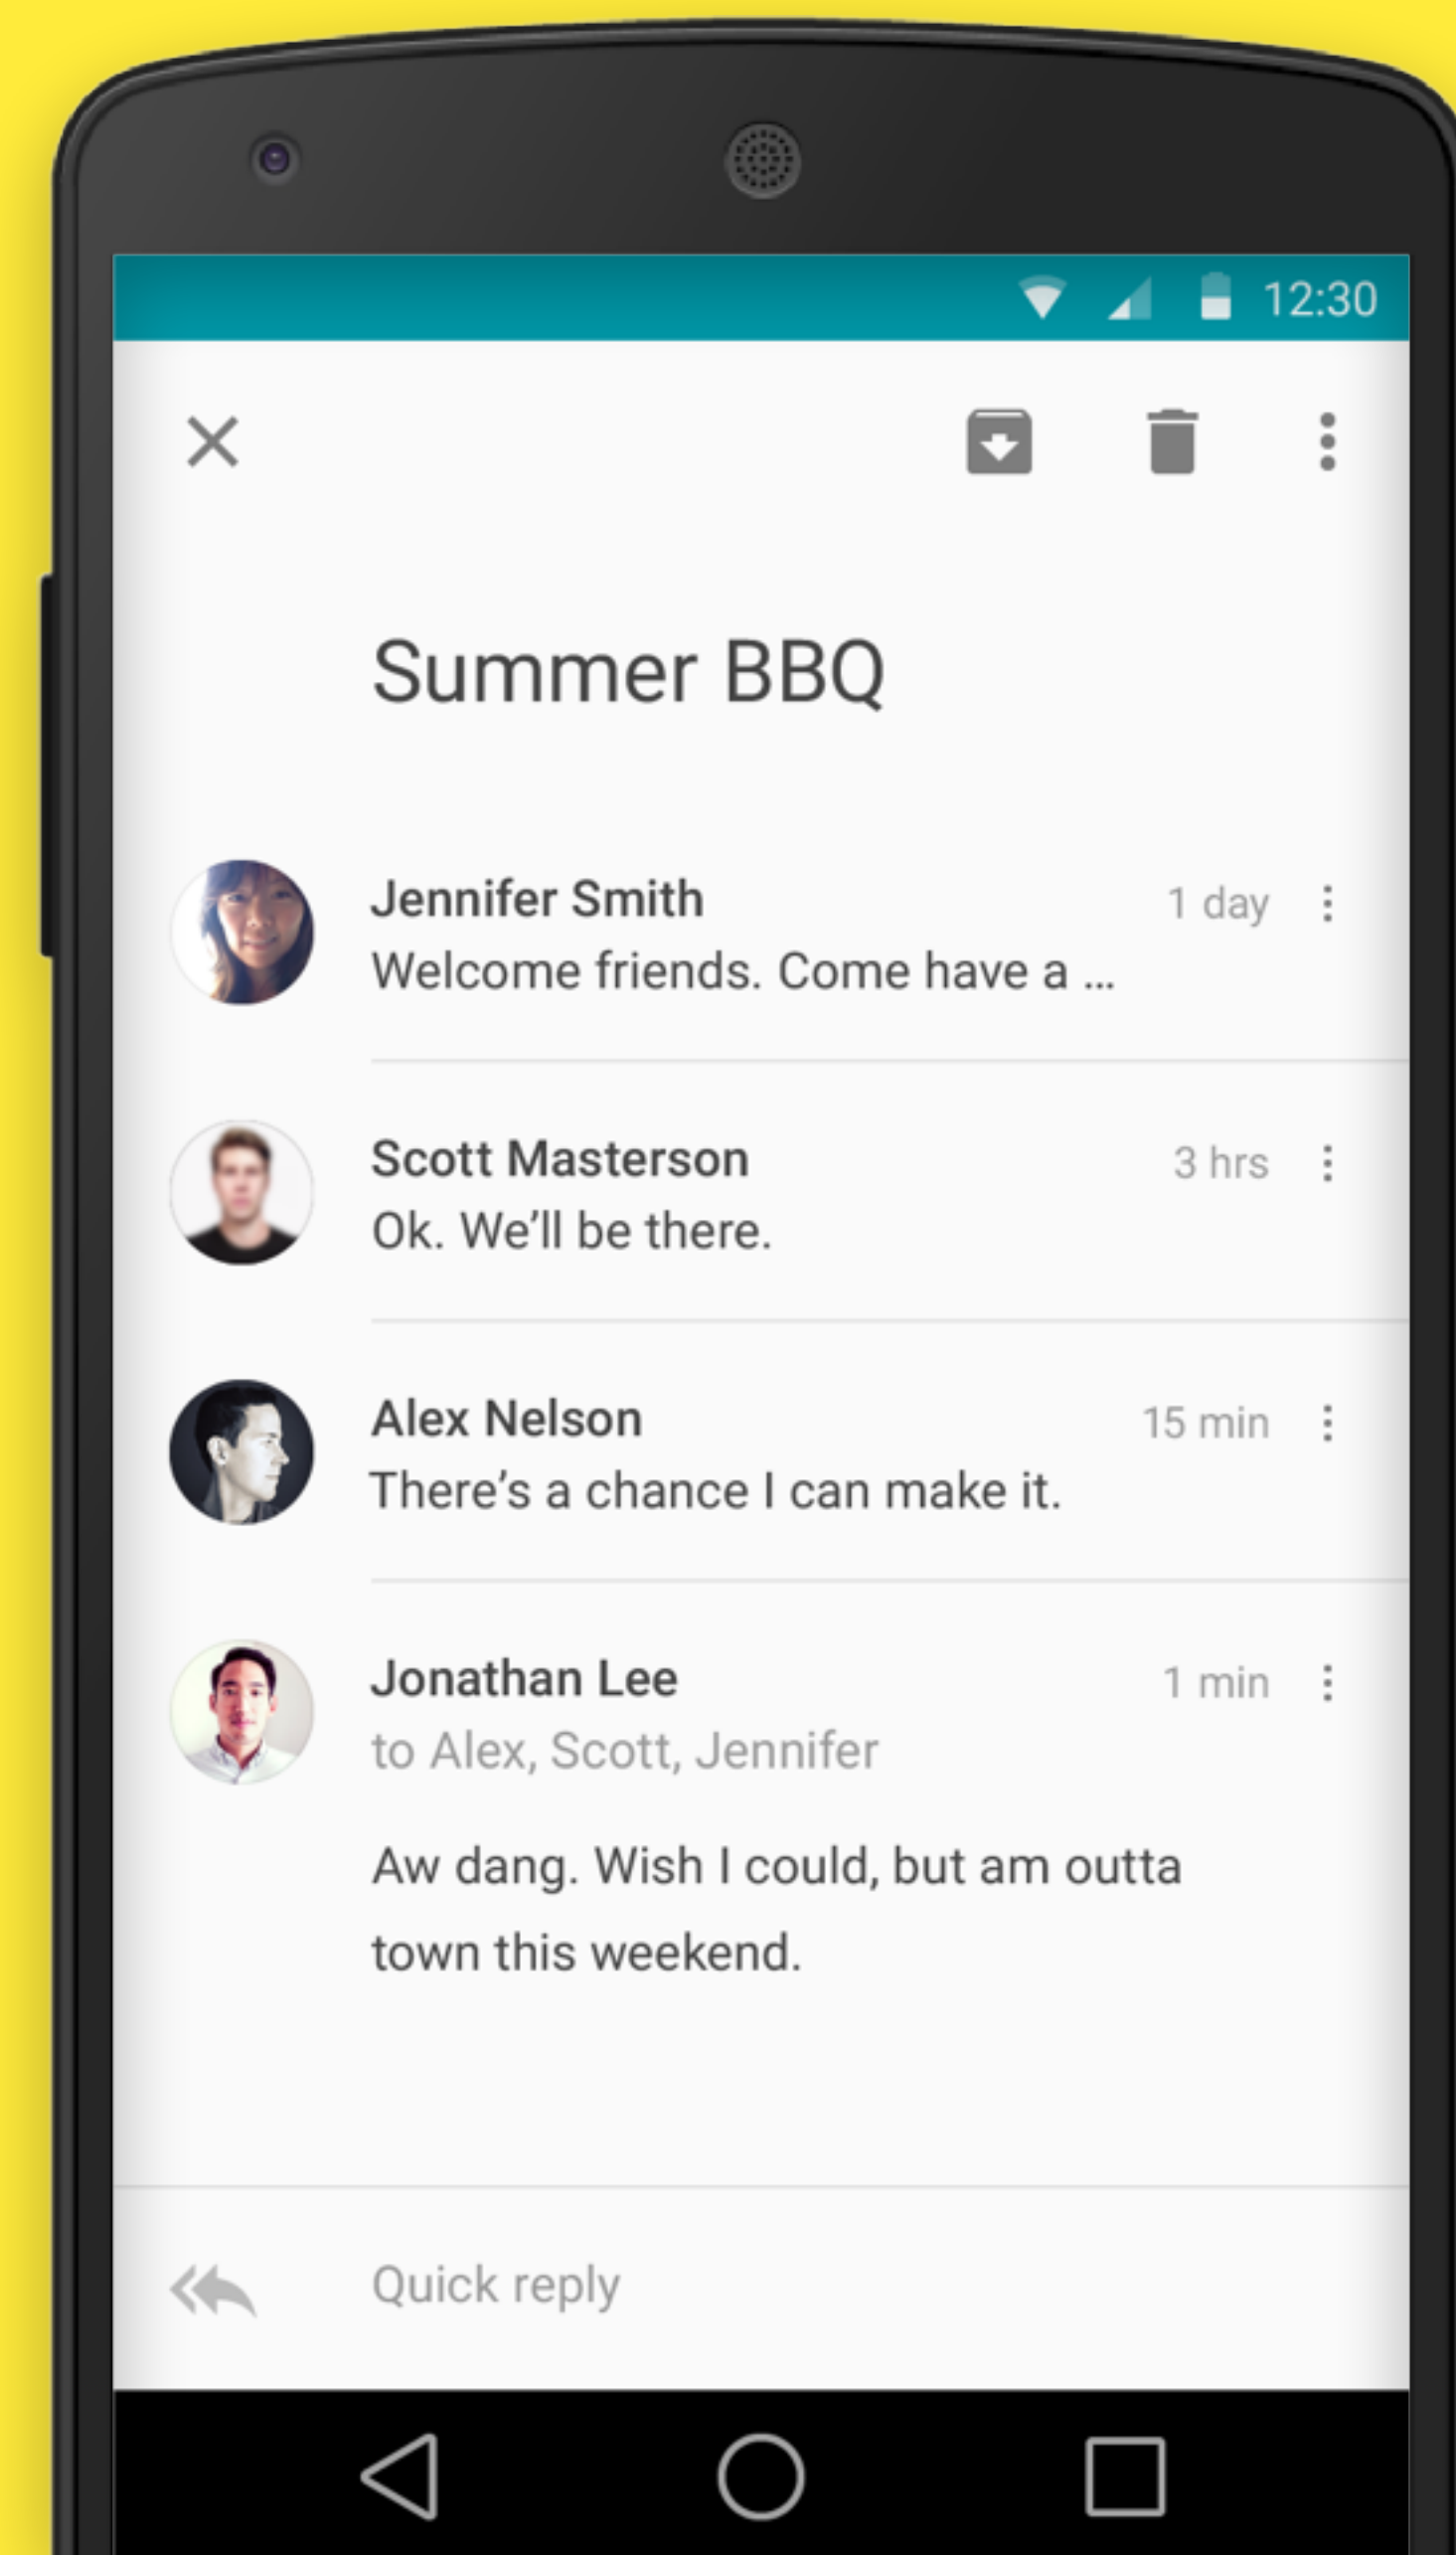 12:30
Summer BBQ
Jennifer Smith 1 day
Welcome friends. Come have a ...
Scott Masterson 3 hrs
Ok. We’ll be there.
Alex Nelson 15 min
There’s a chance I can make it.
Jonathan Lee 1 min
to Alex, Scott, Jennifer
Aw dang. Wish I could, but am outta
town this weekend.
Quick reply